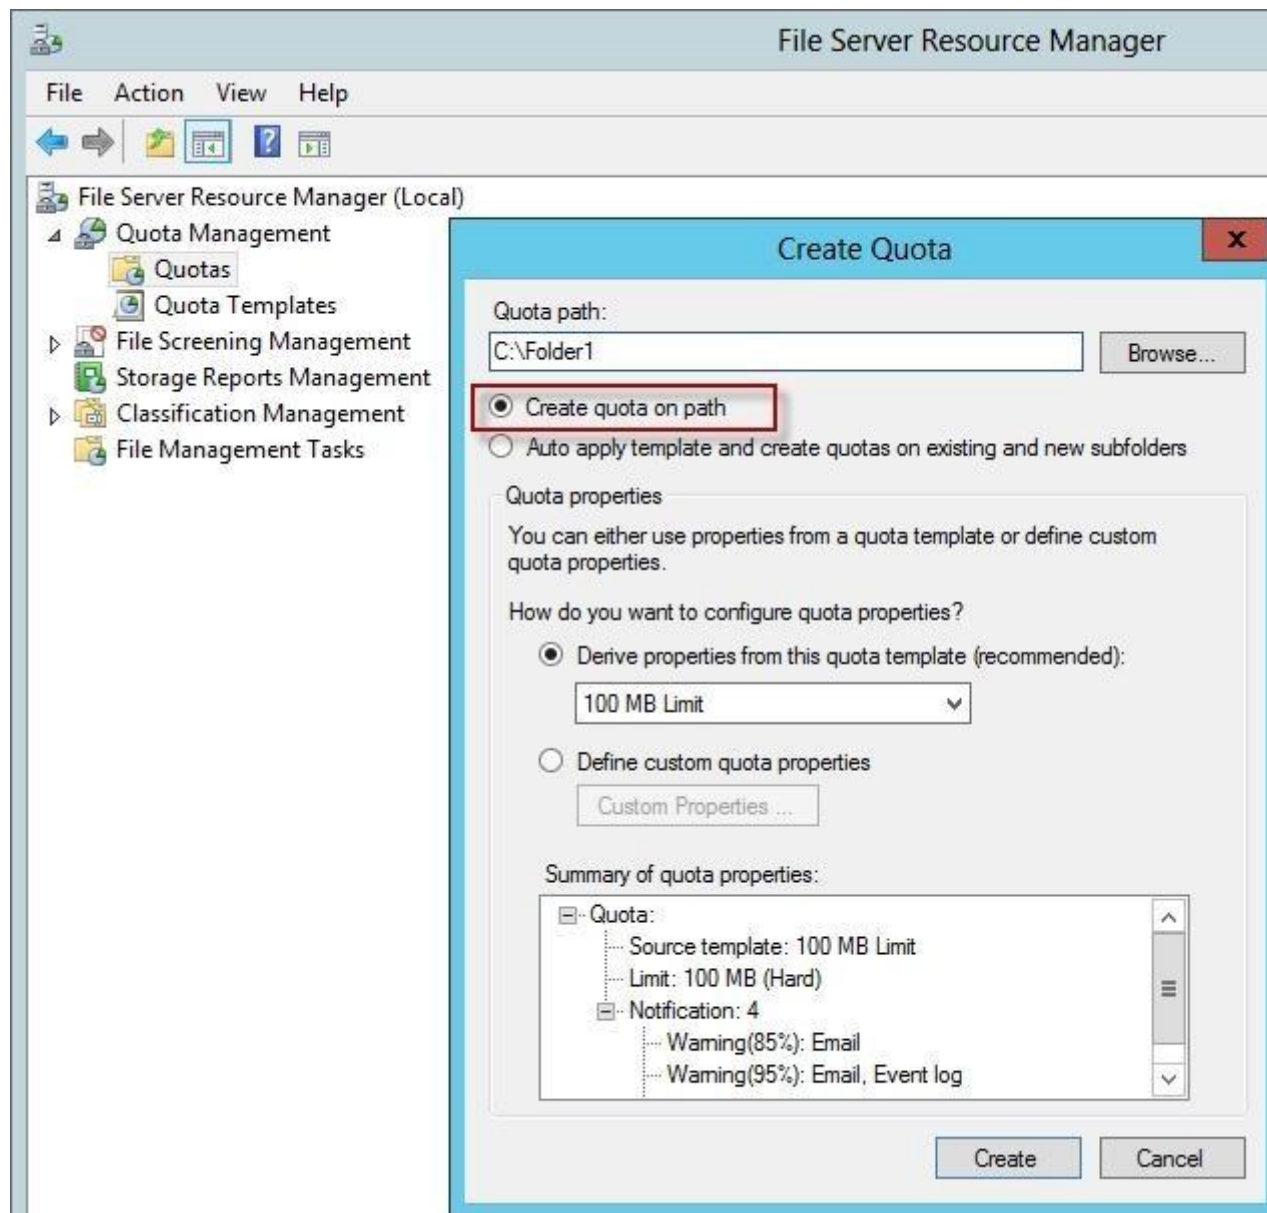 File Server Resource Manager
File Action View Help
File Server Resource Manager (Local)
Quota Management
Quotas
Quota Templates
File Screening Management
Storage Reports Management
Classification Management
File Management Tasks
Create Quota
x
Quota path:
C:\Folder1
Browse...
Create quota on path
Auto apply template and create quotas on existing and new subfolders
Quota properties
You can either use properties from a quota template or define custom
quota properties.
How do you want to configure quota properties?
Derive properties from this quota template (recommended):
100 MB Limit
Define custom quota properties
Custom Properties ...
Summary of quota properties:
Quota:
Source template: 100 MB Limit
Limit: 100 MB (Hard)
Notification: 4
Warning(85%): Email
Warning(95%): Email, Event log
Create Cancel